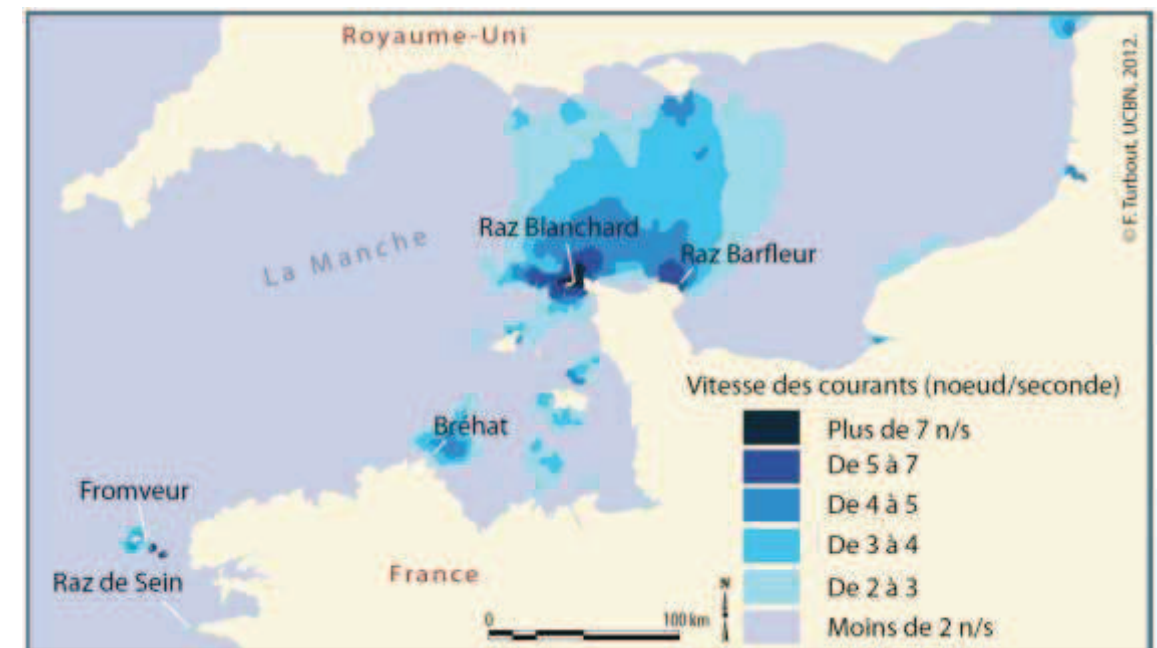 Royaume-Uni
© F. Turbout, UCBN, 2012.
Raz Blanchard
La Manche
Raz Barfleur
Vitesse des courants (noeud/seconde)
Plus de 7 n/s
De 5 à 7
De 4 à 5
De 3 à 4
De 2 à 3
Moins de 2 n/s
Bréhat
Fromveur
Raz de Sein
France
0
100 km
N